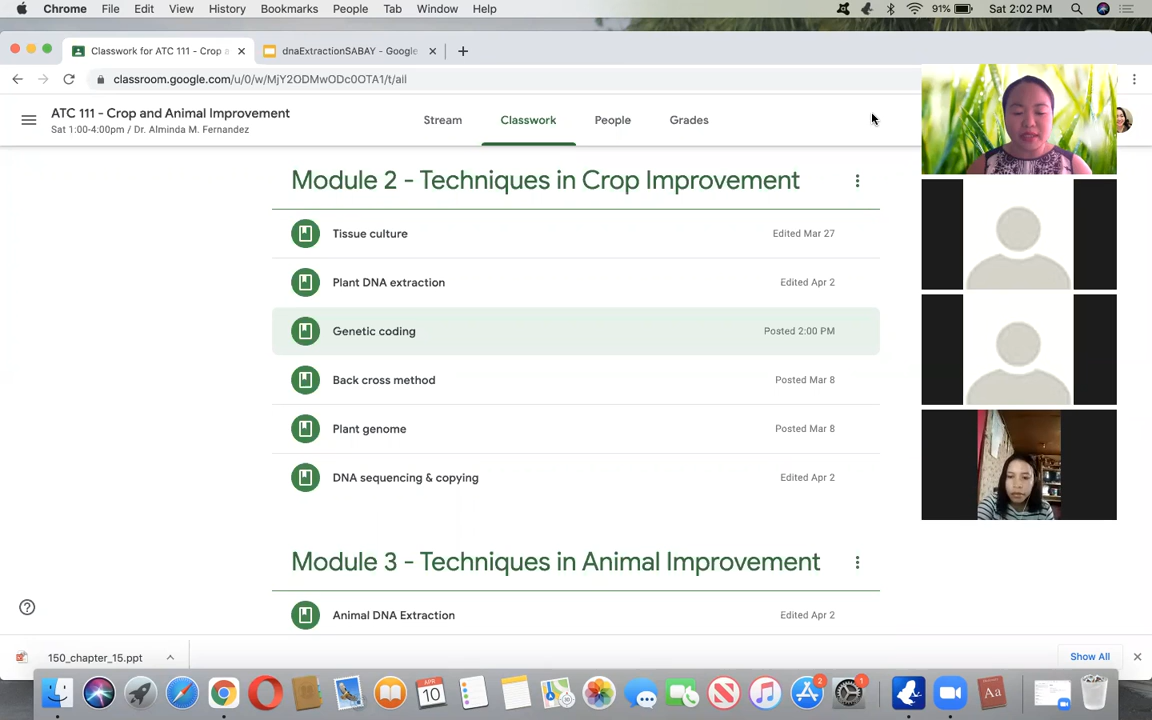 Chrome File Edit View History Bookmarks People Tab Window Help 91% Sat 2:02 PM
Classwork for ATC 111 - Crop a dnaExtractionSABAY - Google
classroom.google.com/u/0/w/MjY2ODMwODc0OTA1/t/all
ATC 111 - Crop and Animal Improvement
Sat 1:00-4:00pm / Dr. Alminda M. Fernandez
Stream Classwork People Grades
Module 2 - Techniques in Crop Improvement
Tissue culture Edited Mar 27
Plant DNA extraction Edited Apr 2
Genetic coding Posted 2:00 PM
Back cross method Posted Mar 8
Plant genome Posted Mar 8
DNA sequencing & copying Edited Apr 2
Module 3 - Techniques in Animal Improvement
Animal DNA Extraction Edited Apr 2
150_chapter_15.ppt Show All
APR
10
2
1
Aa